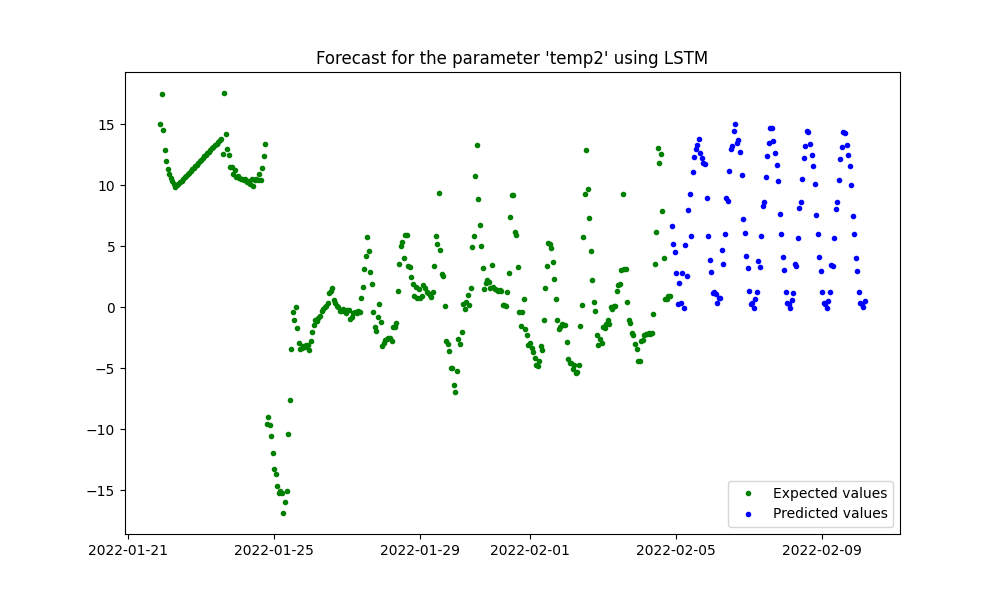 Forecast for the parameter 'temp2' using LSTM
15
10
5
0
−5
−10
−15
Expected values
Predicted values
2022-01-21 2022-01-25 2022-01-29 2022-02-01 2022-02-05 2022-02-09